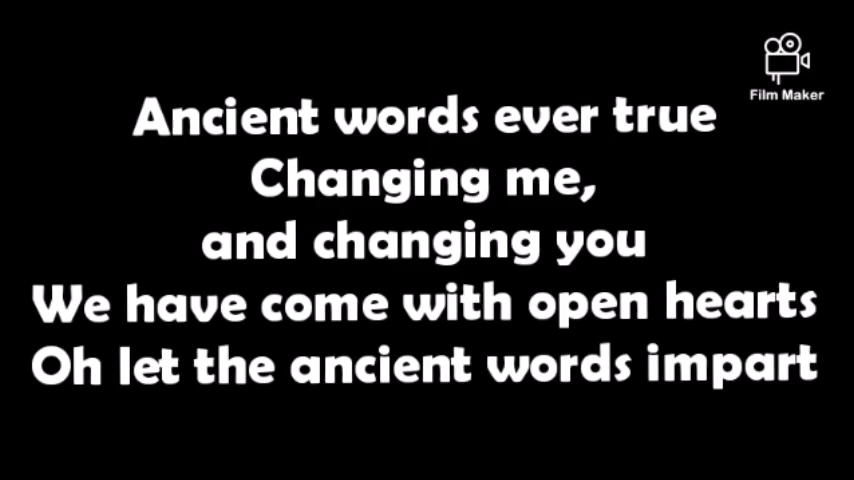 Film Maker
Ancient words ever true
Changing me,
and changing you
We have come with open hearts
Oh let the ancient words impart